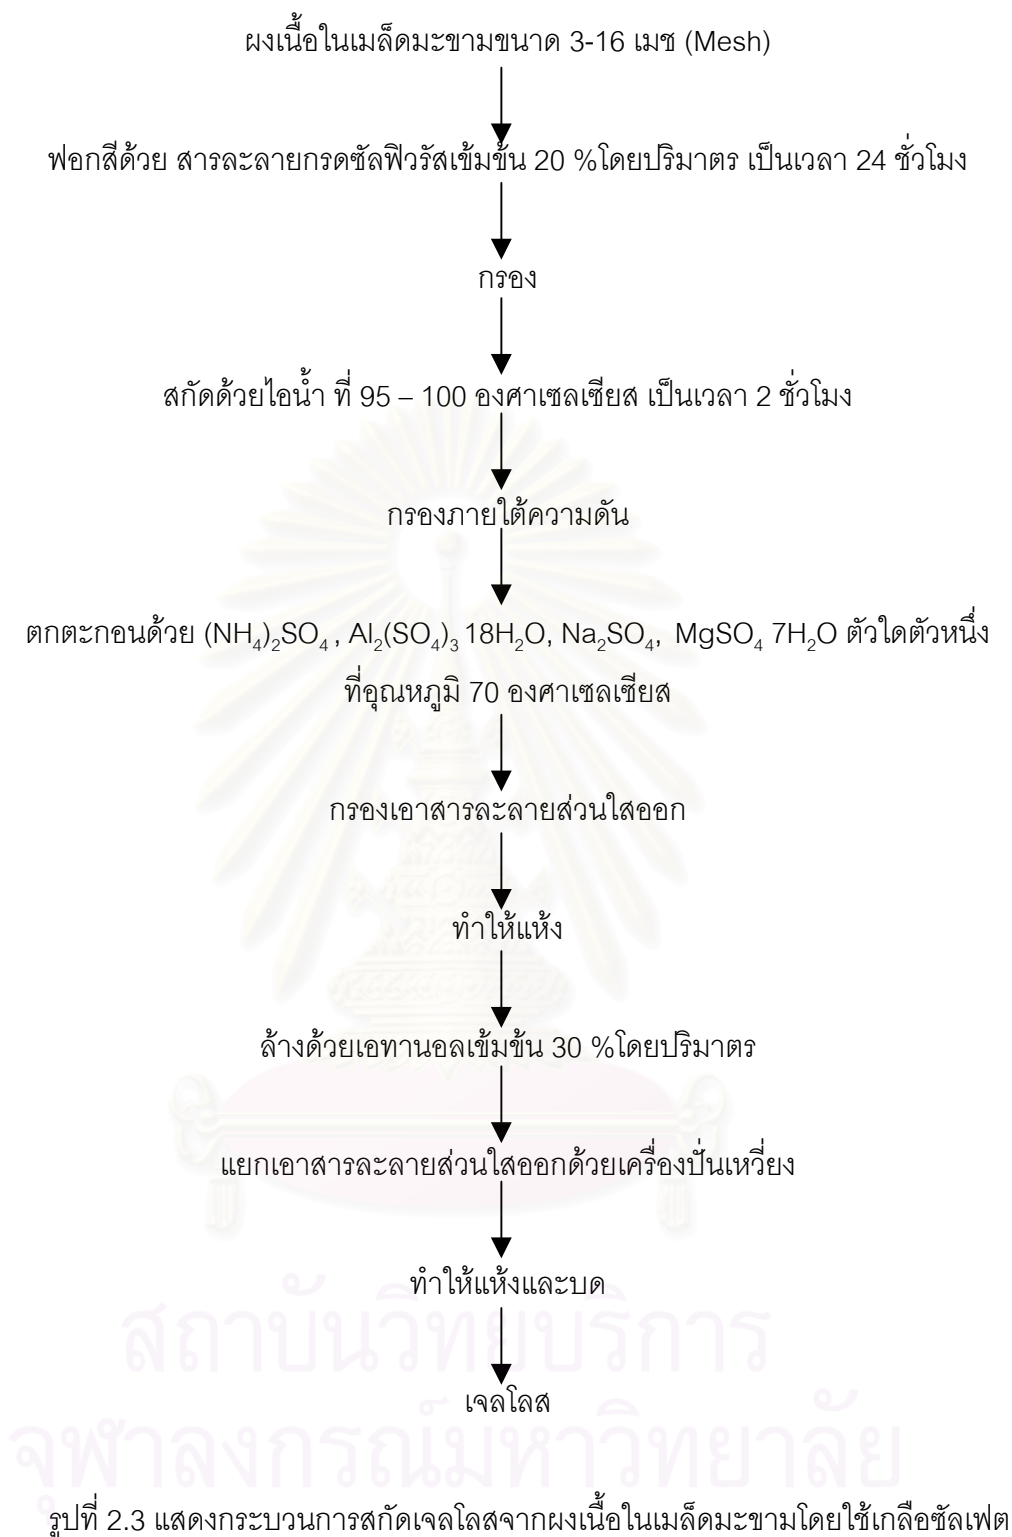 ผงเนื้อในเมล็ดมะขามขนาด 3-16 เมช (Mesh)
ฟอกสีด้วย สารละลายกรดซัลฟิวรัสเข้มข้น 20 %โดยปริมาตร เป็นเวลา 24 ชั่วโมง
กรอง
สกัดด้วยไอน้ำ ที่ 95 – 100 องศาเซลเซียส เป็นเวลา 2 ชั่วโมง
กรองภายใต้ความดัน
ตกตะกอนด้วย (NH₄)₂SO₄ , Al₂(SO₄)₃ 18H₂O, Na₂SO₄, MgSO₄ 7H₂O ตัวใดตัวหนึ่ง
ที่อุณหภูมิ 70 องศาเซลเซียส
กรองเอาสารละลายส่วนใสออก
ทำให้แห้ง
ล้างด้วยเอทานอลเข้มข้น 30 %โดยปริมาตร
แยกเอาสารละลายส่วนใสออกด้วยเครื่องปั่นเหวี่ยง
ทำให้แห้งและบด
สถาบันวิทยบริการ
เจลโลส
จุฬาลงกรณ์มหาวิทยาลัย
รูปที่ 2.3 แสดงกระบวนการสกัดเจลโลสจากผงเนื้อในเมล็ดมะขามโดยใช้เกลือซัลเฟต